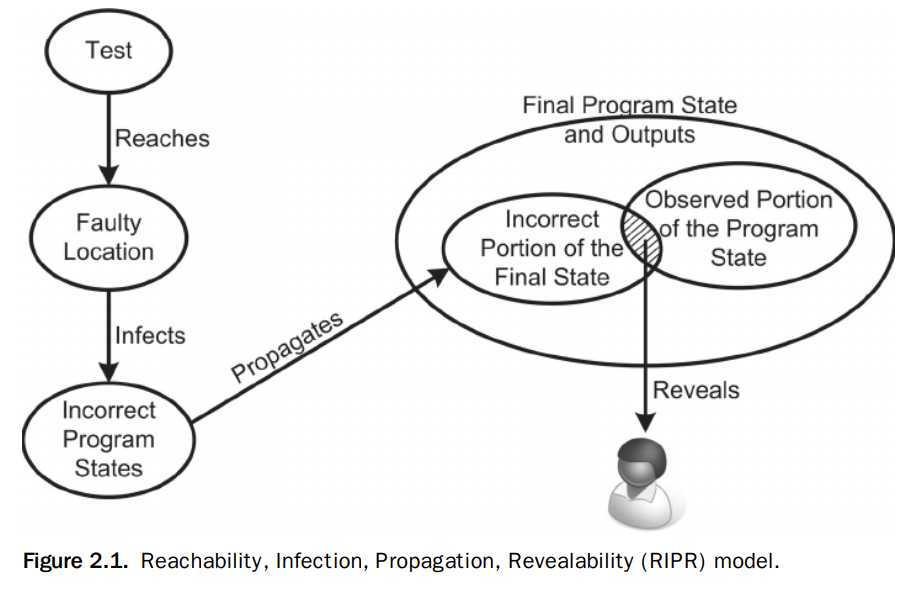 Test
Reaches
Faulty
Location
Infects
Incorrect
Program
States
Propagates
Final Program State
and Outputs
Incorrect
Portion of the
Final State
Observed Portion
of the Program
State
Reveals
Figure 2.1. Reachability, Infection, Propagation, Revealability (RIPR) model.